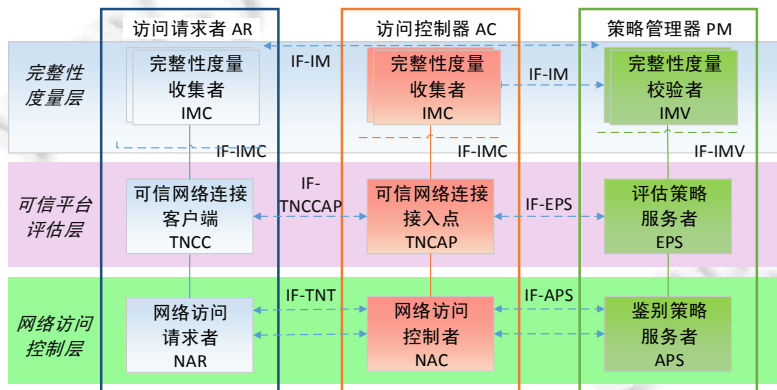 访问请求者 AR
访问控制器 AC
策略管理器 PM
完整性
度量层
完整性度量
收集者
IMC
IF-IM
完整性度量
收集者
IMC
IF-IM
完整性度量
校验者
IMV
IF-IMC
IF-IMC
IF-IMV
可信平台
评估层
可信网络连接
客户端
TNCC
IF-
TNCCAP
可信网络连接
接入点
TNCAP
IF-EPS
评估策略
服务者
EPS
网络访问
控制层
网络访问
请求者
NAR
IF-TNT
网络访问
控制者
NAC
IF-APS
鉴别策略
服务者
APS